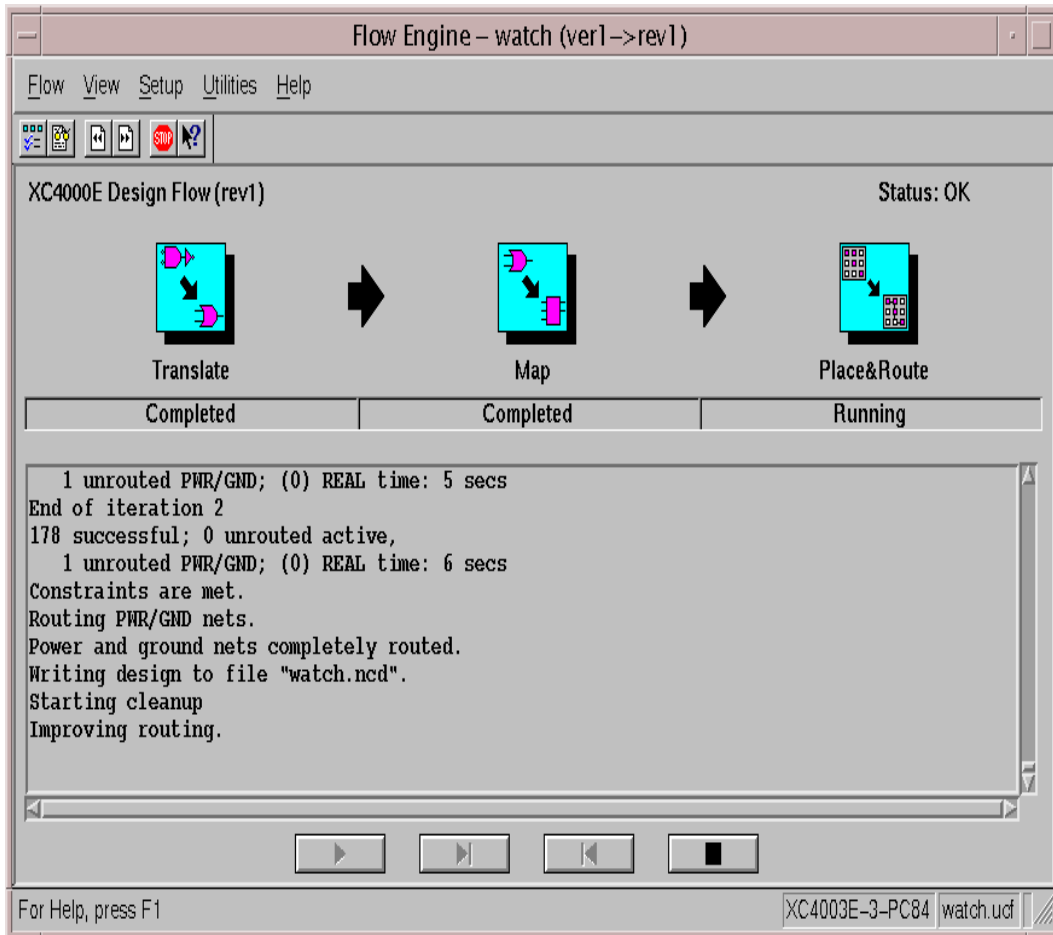 Flow Engine – watch (ver1–>rev1)
Flow View Setup Utilities Help
STOP ?
XC4000E Design Flow (rev1) Status: OK
Translate Map Place&Route
Completed Completed Running
1 unrouted PWR/GND; (0) REAL time: 5 secs
End of iteration 2
178 successful; 0 unrouted active,
1 unrouted PWR/GND; (0) REAL time: 6 secs
Constraints are met.
Routing PWR/GND nets.
Power and ground nets completely routed.
Writing design to file "watch.ncd".
Starting cleanup
Improving routing.
For Help, press F1 XC4003E–3–PC84 watch.ucf